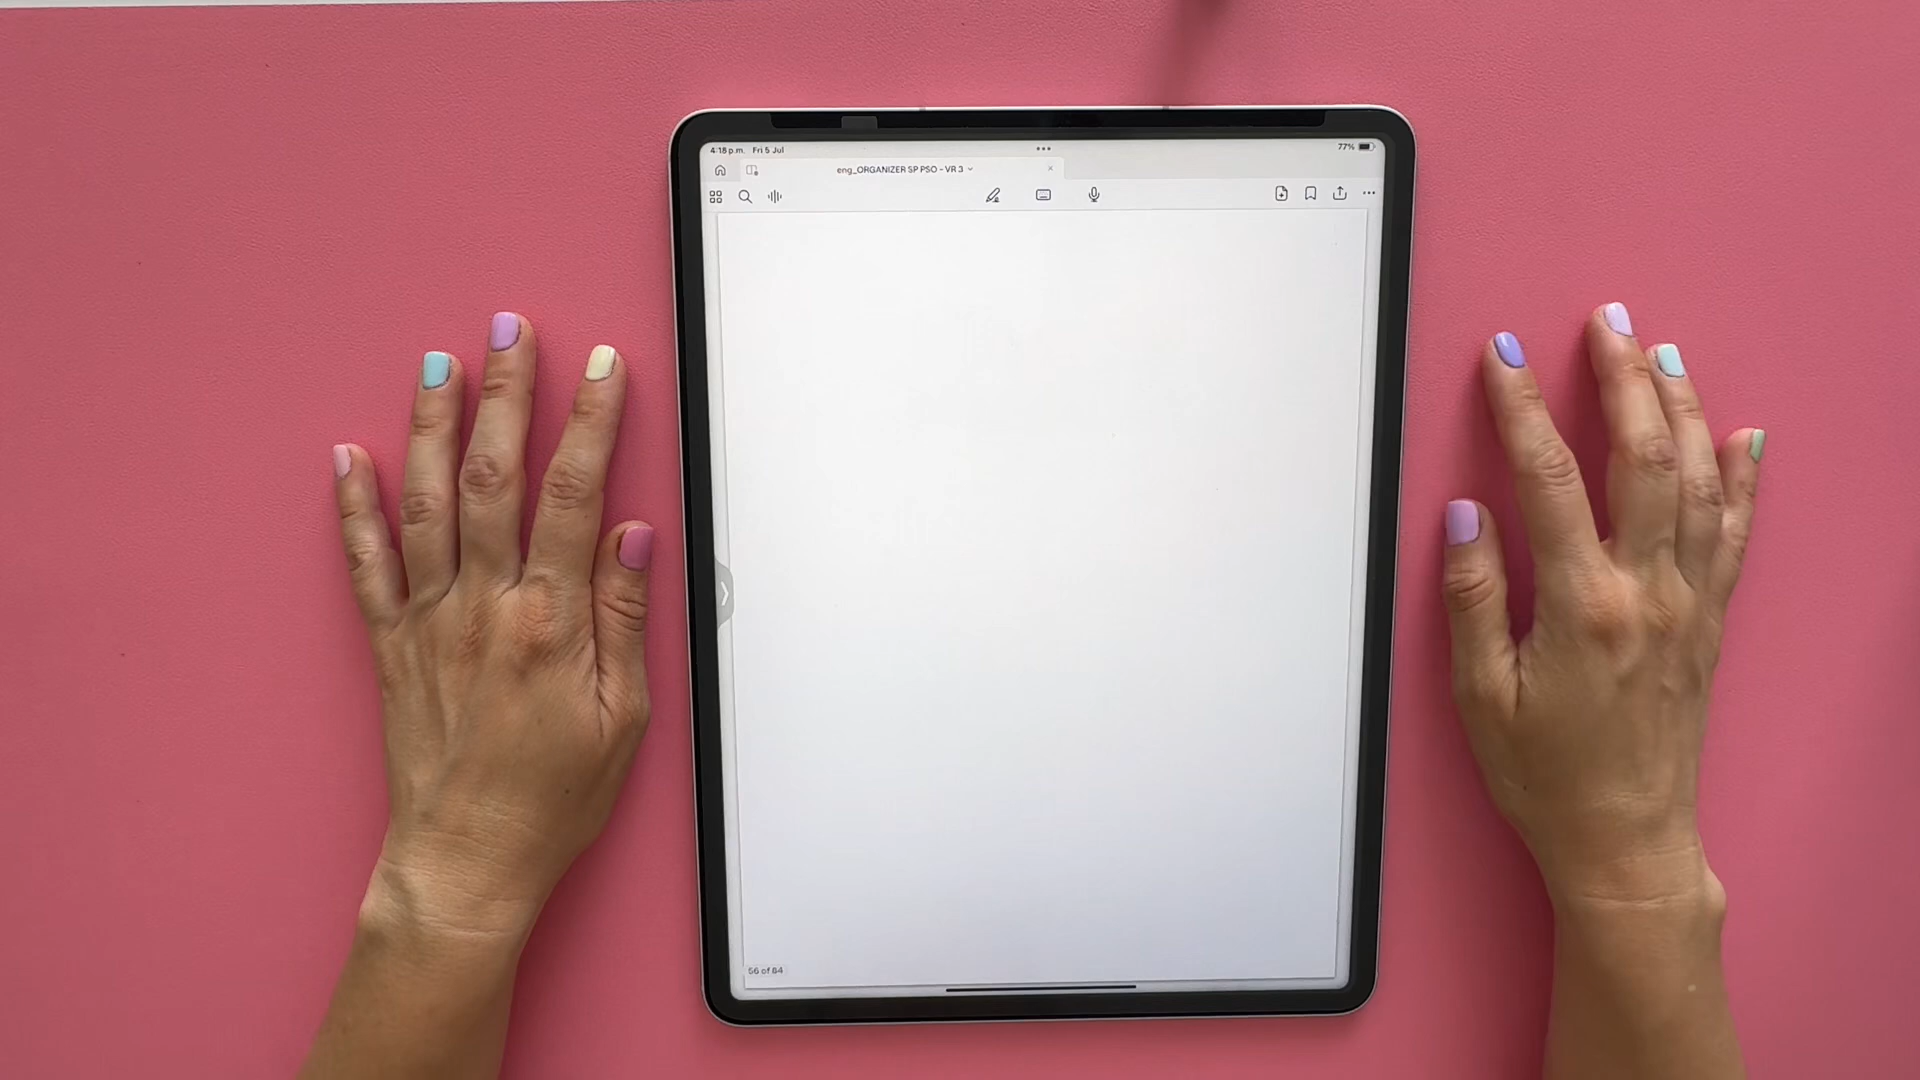 4:18 p.m. Fri 5 Jul
77%
eng_ORGANIZER SP PSO - VR 3
56 of 84